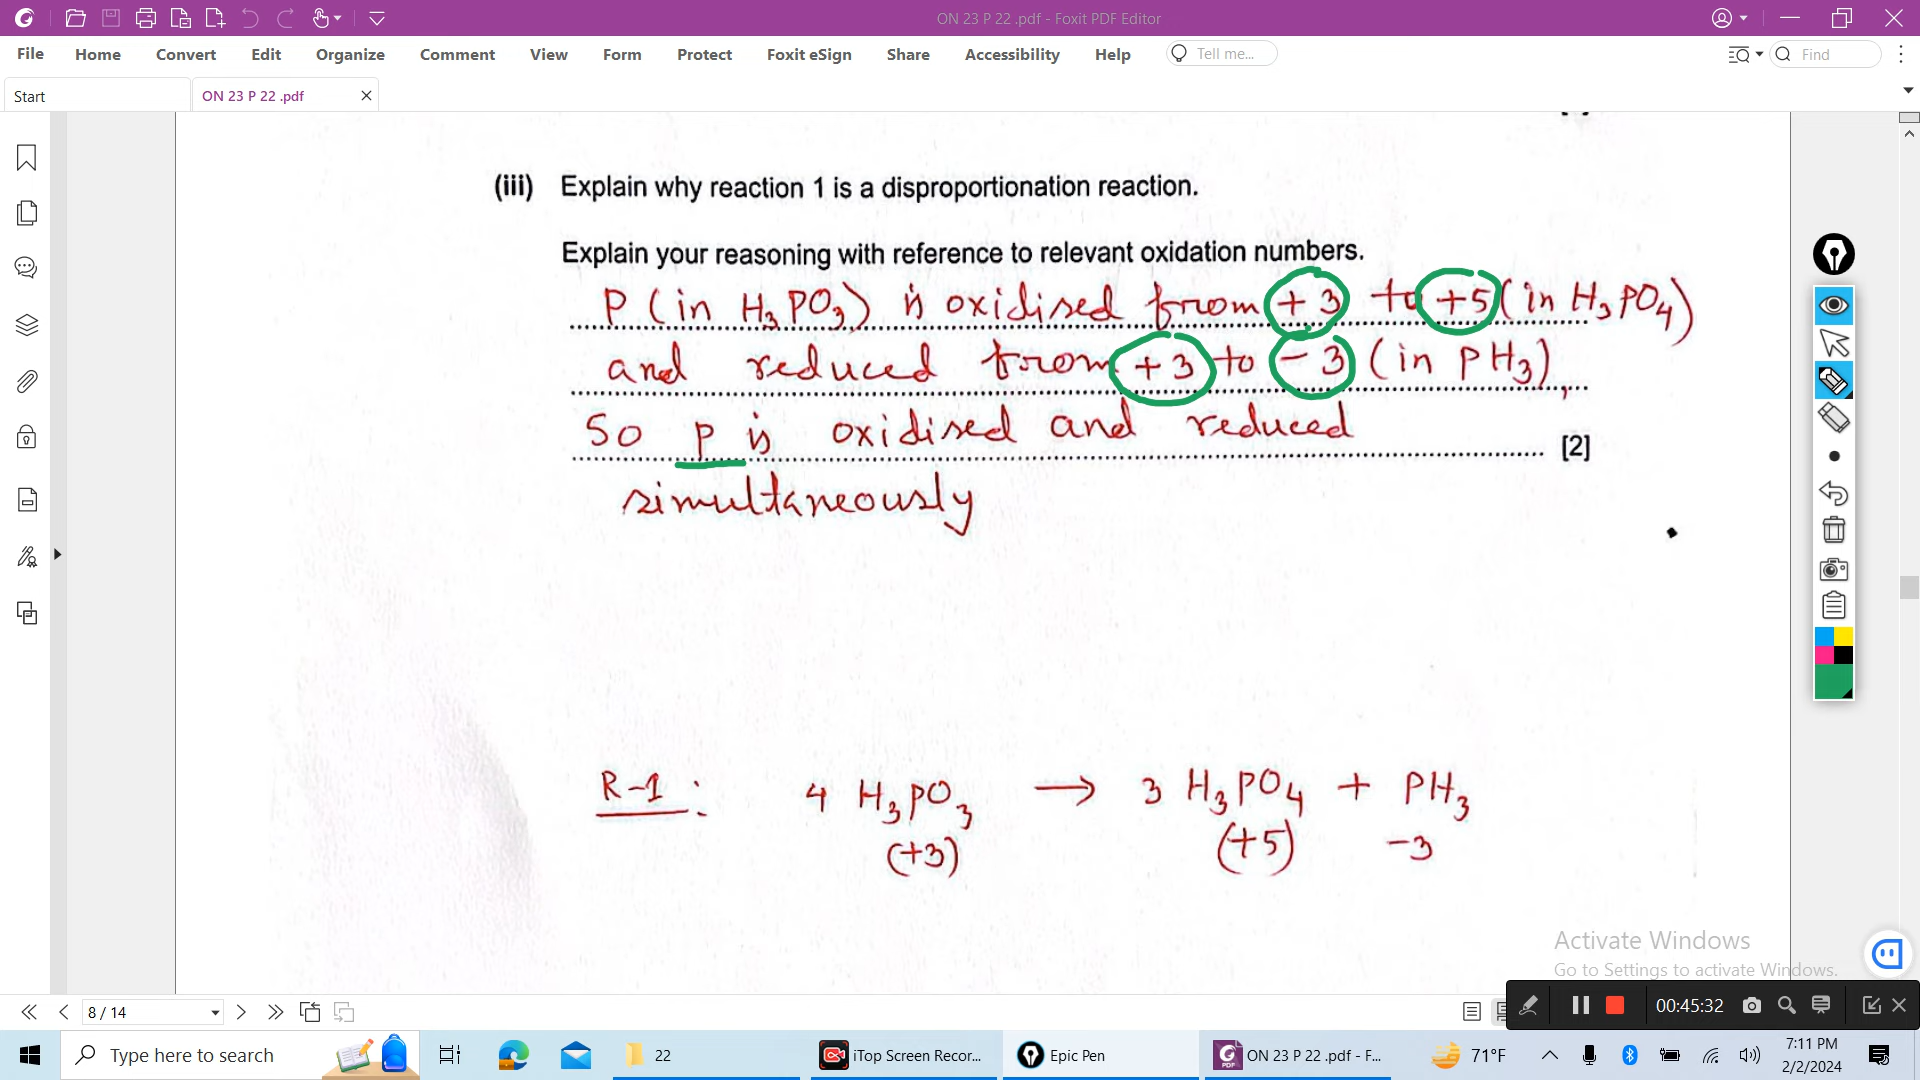 ON 23 P 22 .pdf - Foxit PDF Editor
File Home Convert Edit Organize Comment View Form Protect Foxit eSign Share Accessibility Help Tell me... Find
Start ON 23 P 22 .pdf
(iii) Explain why reaction 1 is a disproportionation reaction.
Explain your reasoning with reference to relevant oxidation numbers.
P (in H₃PO₃) is oxidised from +3 to +5 (in H₃PO₄)
and reduced from +3 to -3 (in PH₃),
So P is oxidised and reduced
[2]
simultaneously
R-1 : 4 H₃PO₃ → 3 H₃PO₄ + PH₃
(+3) (+5) -3
Activate Windows
Go to Settings to activate Windows.
8 / 14
00:45:32
Type here to search
22
iTop Screen Recor...
Epic Pen
ON 23 P 22 .pdf - F...
71°F
7:11 PM
2/2/2024